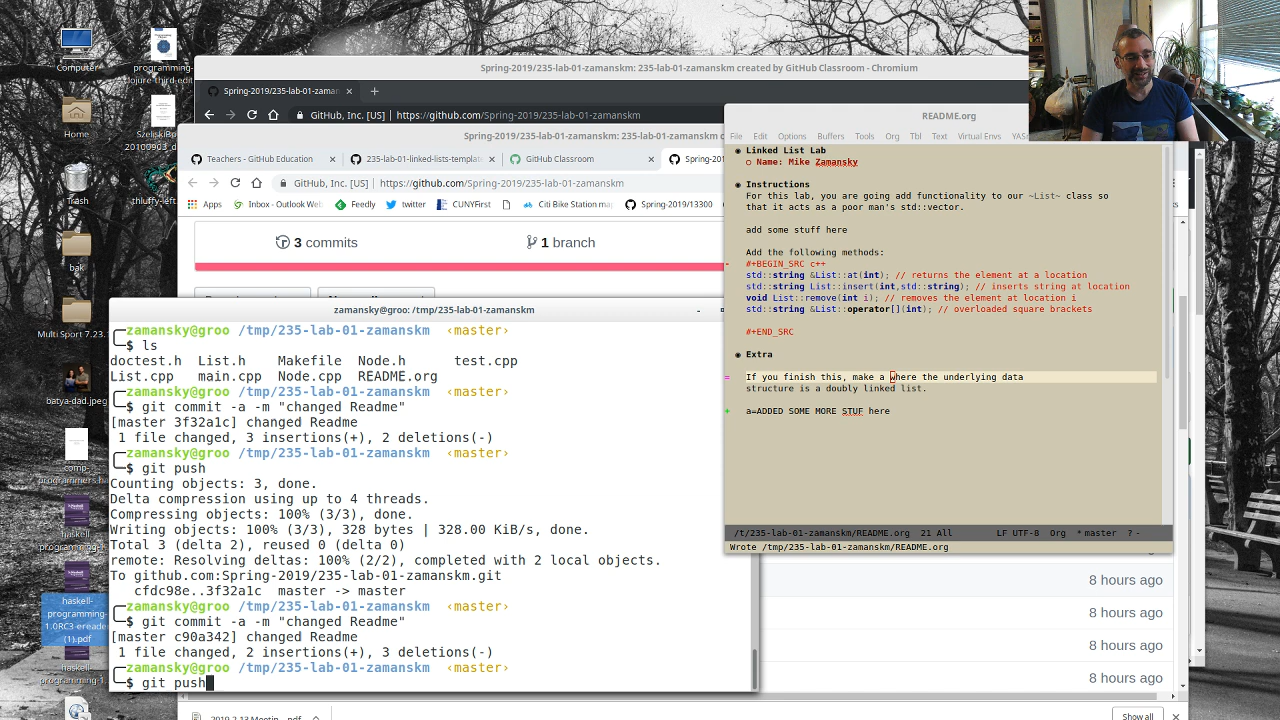 Computer
programming-
clojure-third-edit
Home
SzeliskiBo
20100903_d
Trash
thluffy-left.
bak
Multi Sport 7.23.
batya-dad.jpeg
comp-
programmers.h
haskell
programming-1
haskell
programming-1
haskell-
programming-
1.0RC3 ereader
(1).pdf
haskell
programming-1
Spring-2019/235-lab-01-zamanskm: 235-lab-01-zamanskm created by GitHub Classroom - Chromium
Spring-2019/235-lab-01-zaman
GitHub, Inc. [US] | https://github.com/Spring-2019/235-lab-01-zamanskm
Spring-2019/235-lab-01-zamanskm: 235-lab-01-zamanskm c
Teachers - GitHub Education
235-lab-01-linked-lists-templat
GitHub Classroom
Spring-20
GitHub, Inc. [US] | https://github.com/Spring-2019/235-lab-01-zamanskm
Apps
Inbox - Outlook Web
Feedly
twitter
CUNYFirst
Citi Bike Station map
Spring-2019/13300
3 commits
1 branch
zamansky@groo: /tmp/235-lab-01-zamanskm
zamansky@groo /tmp/235-lab-01-zamanskm ‹master›
$ ls
doctest.h List.h Makefile Node.h test.cpp
List.cpp main.cpp Node.cpp README.org
zamansky@groo /tmp/235-lab-01-zamanskm ‹master›
$ git commit -a -m "changed Readme"
[master 3f32a1c] changed Readme
1 file changed, 3 insertions(+), 2 deletions(-)
zamansky@groo /tmp/235-lab-01-zamanskm ‹master›
$ git push
Counting objects: 3, done.
Delta compression using up to 4 threads.
Compressing objects: 100% (3/3), done.
Writing objects: 100% (3/3), 328 bytes | 328.00 KiB/s, done.
Total 3 (delta 2), reused 0 (delta 0)
remote: Resolving deltas: 100% (2/2), completed with 2 local objects.
To github.com:Spring-2019/235-lab-01-zamanskm.git
cfdc98e..3f32a1c master -> master
zamansky@groo /tmp/235-lab-01-zamanskm ‹master›
$ git commit -a -m "changed Readme"
[master c90a342] changed Readme
1 file changed, 2 insertions(+), 3 deletions(-)
zamansky@groo /tmp/235-lab-01-zamanskm ‹master›
$ git push
README.org
File Edit Options Buffers Tools Org Tbl Text Virtual Envs YAS
Linked List Lab
Name: Mike Zamansky
Instructions
For this lab, you are going add functionality to our ~List~ class so
that it acts as a poor man's std::vector.
add some stuff here
Add the following methods:
#+BEGIN_SRC c++
std::string &List::at(int); // returns the element at a location
std::string List::insert(int,std::string); // inserts string at location
void List::remove(int i); // removes the element at location i
std::string &List::operator[](int); // overloaded square brackets
#+END_SRC
Extra
If you finish this, make a where the underlying data
structure is a doubly linked list.
a=ADDED SOME MORE STUF here
/t/235-lab-01-zamanskm/README.org 21 All LF UTF-8 Org *master ? -
Wrote /tmp/235-lab-01-zamanskm/README.org
8 hours ago
8 hours ago
8 hours ago
8 hours ago
2019 2 13 Meetin....pdf
Show all